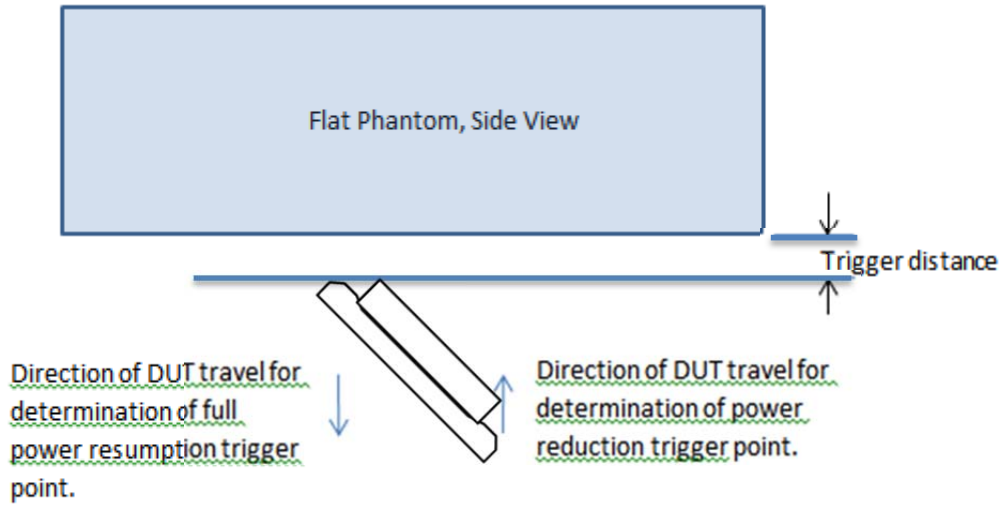 Flat Phantom, Side View
Trigger distance
Direction of DUT travel for
determination of full
power resumption trigger
point.
Direction of DUT travel for
determination of power
reduction trigger point.